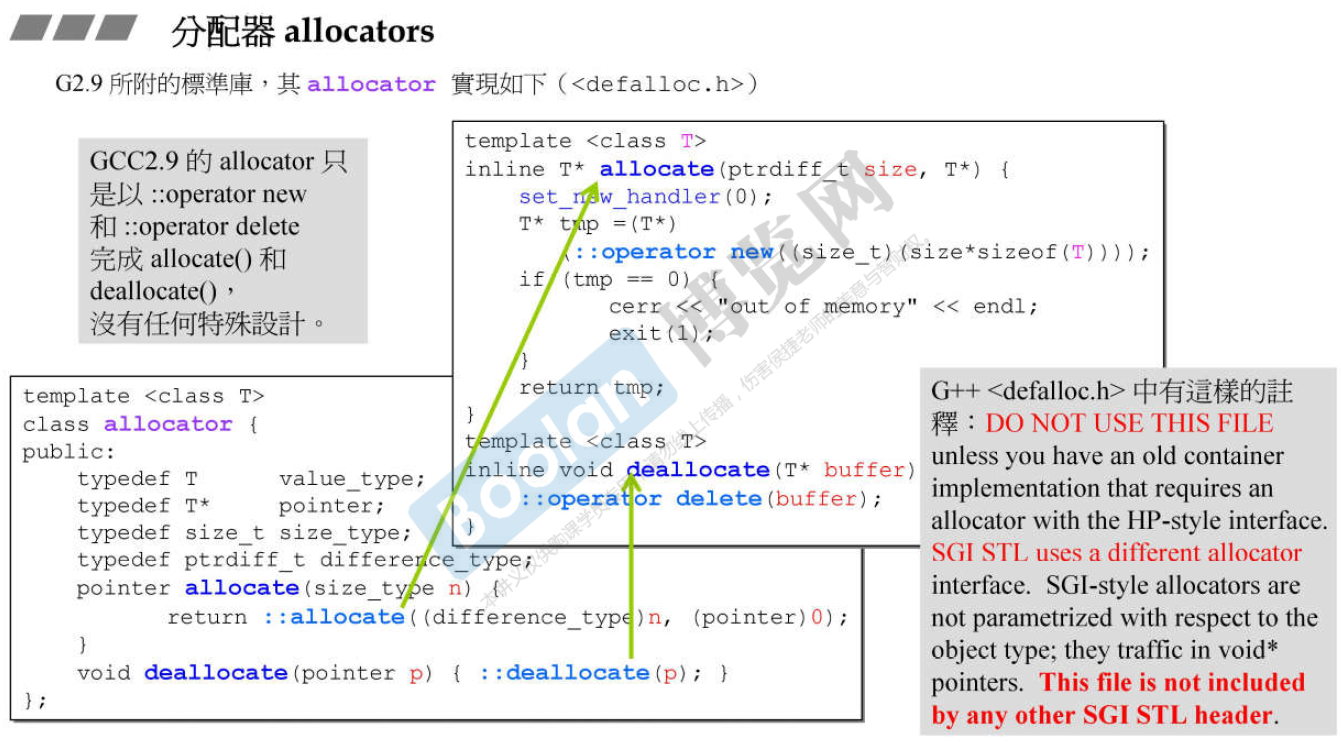 分配器 allocators
G2.9 所附的標準庫，其 allocator 實現如下（<defalloc.h>）
GCC2.9 的 allocator 只
是以 ::operator new
和 ::operator delete
完成 allocate() 和
deallocate()，
沒有任何特殊設計。
template <class T>
inline T* allocate(ptrdiff_t size, T*) {
    set_new_handler(0);
    T* tmp =(T*)
        (::operator new((size_t)(size*sizeof(T))));
    if (tmp == 0) {
            cerr << "out of memory" << endl;
            exit(1);
    }
    return tmp;
}
template <class T>
inline void deallocate(T* buffer)
    ::operator delete(buffer);
}
template <class T>
class allocator {
public:
    typedef T      value_type;
    typedef T*     pointer;
    typedef size_t size_type;
    typedef ptrdiff_t difference_type;
    pointer allocate(size_type n) {
           return ::allocate((difference_type)n, (pointer)0);
    }
    void deallocate(pointer p) { ::deallocate(p); }
};
G++ <defalloc.h> 中有這樣的註
釋：DO NOT USE THIS FILE
unless you have an old container
implementation that requires an
allocator with the HP-style interface.
SGI STL uses a different allocator
interface.  SGI-style allocators are
not parametrized with respect to the
object type; they traffic in void*
pointers.  This file is not included
by any other SGI STL header.
Boolan
博览网